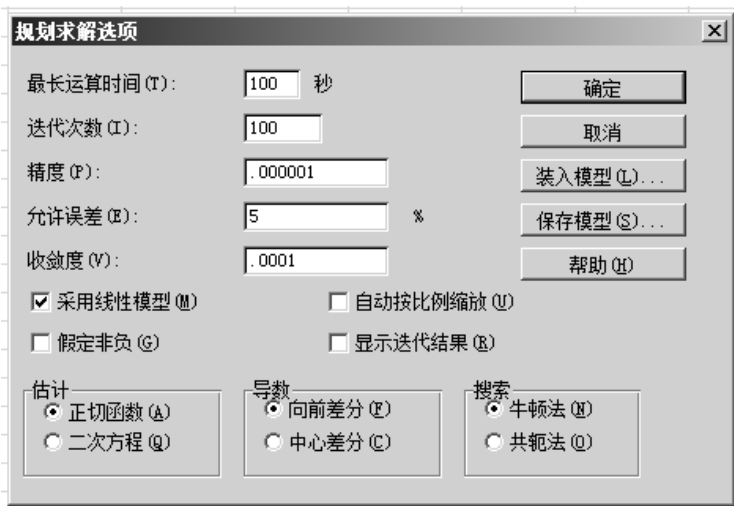 规划求解选项
最长运算时间(T): 100 秒
确定
迭代次数(I): 100
取消
精度(P): .000001
装入模型(L)...
允许误差(E): 5 %
保存模型(S)...
收敛度(V): .0001
帮助(H)
采用线性模型(M) 自动按比例缩放(U)
假定非负(G) 显示迭代结果(R)
估计 导数 搜索
正切函数(A) 向前差分(F) 牛顿法(N)
二次方程(Q) 中心差分(C) 共轭法(O)